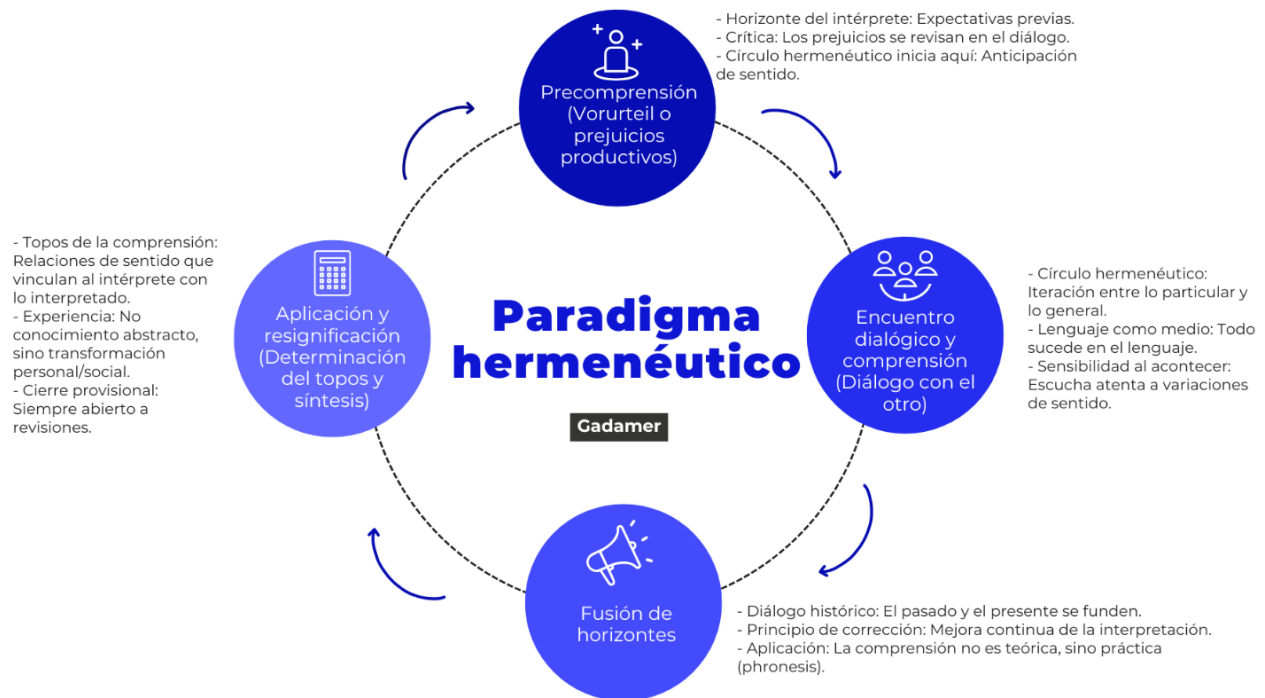 - Horizonte del intérprete: Expectativas previas.
- Crítica: Los prejuicios se revisan en el diálogo.
- Círculo hermenéutico inicia aquí: Anticipación
de sentido.
Precomprensión
(Vorurteil o
prejuicios
productivos)
- Topos de la comprensión:
Relaciones de sentido que
vinculan al intérprete con
lo interpretado.
- Experiencia: No
conocimiento abstracto,
sino transformación
personal/social.
- Cierre provisional:
Siempre abierto a
revisiones.
Aplicación y
resignificación
(Determinación
del topos y
síntesis)
Paradigma
hermenéutico
Gadamer
Encuentro
dialógico y
comprensión
(Diálogo con el
otro)
- Círculo hermenéutico:
Iteración entre lo particular y
lo general.
- Lenguaje como medio: Todo
sucede en el lenguaje.
- Sensibilidad al acontecer:
Escucha atenta a variaciones
de sentido.
Fusión de
horizontes
- Diálogo histórico: El pasado y el presente se funden.
- Principio de corrección: Mejora continua de la interpretación.
- Aplicación: La comprensión no es teórica, sino práctica
(phronesis).